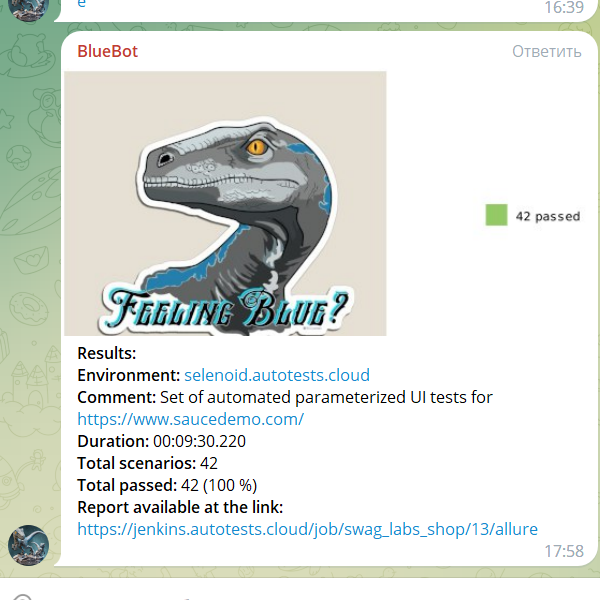 е
16:39
BlueBot
Ответить
42 passed
Feeling Blue?
Results:
Environment: selenoid.autotests.cloud
Comment: Set of automated parameterized UI tests for
https://www.saucedemo.com/
Duration: 00:09:30.220
Total scenarios: 42
Total passed: 42 (100 %)
Report available at the link:
https://jenkins.autotests.cloud/job/swag_labs_shop/13/allure
17:58